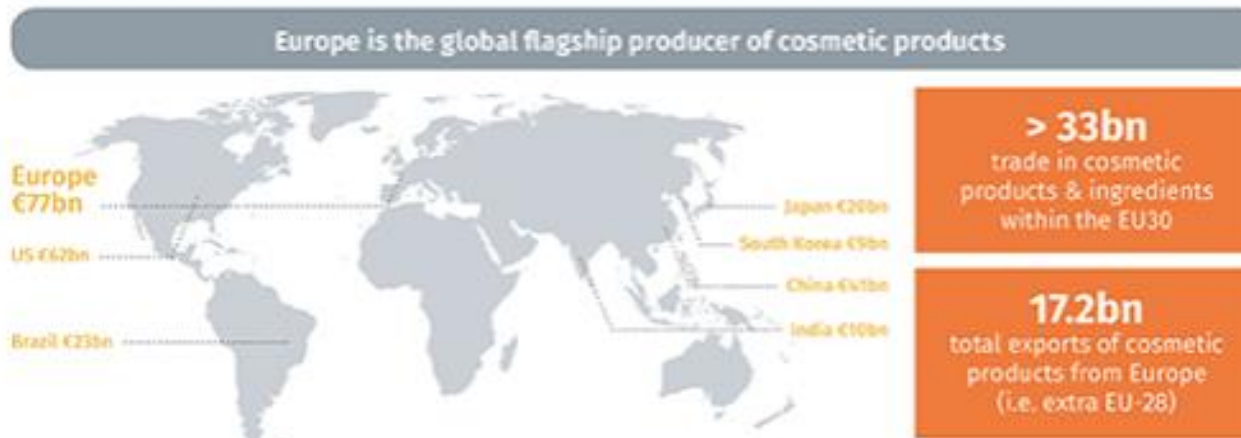 Europe is the global flagship producer of cosmetic products
Europe
€77bn
US €62bn
Brazil €23bn
Japan €20bn
South Korea €9bn
China €41bn
India €10bn
> 33bn
trade in cosmetic
products & ingredients
within the EU30
17.2bn
total exports of cosmetic
products from Europe
(i.e. extra EU-28)